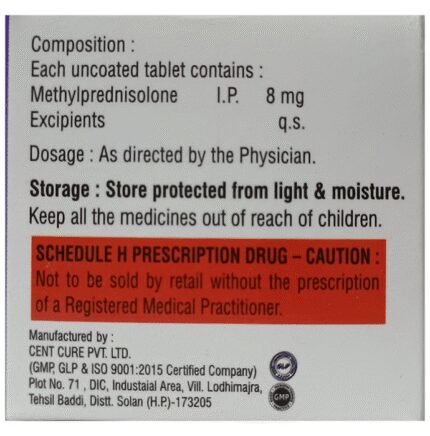 Composition :
Each uncoated tablet contains :
Methylprednisolone I.P. 8 mg
Excipients q.s.
Dosage : As directed by the Physician.
Storage : Store protected from light & moisture.
Keep all the medicines out of reach of children.
SCHEDULE H PRESCRIPTION DRUG – CAUTION :
Not to be sold by retail without the prescription
of a Registered Medical Practitioner.
Manufactured by :
CENT CURE PVT. LTD.
(GMP, GLP & ISO 9001:2015 Certified Company)
Plot No. 71 , DIC, Industaial Area, Vill. Lodhimajra,
Tehsil Baddi, Distt. Solan (H.P.)-173205
GLP
GMP